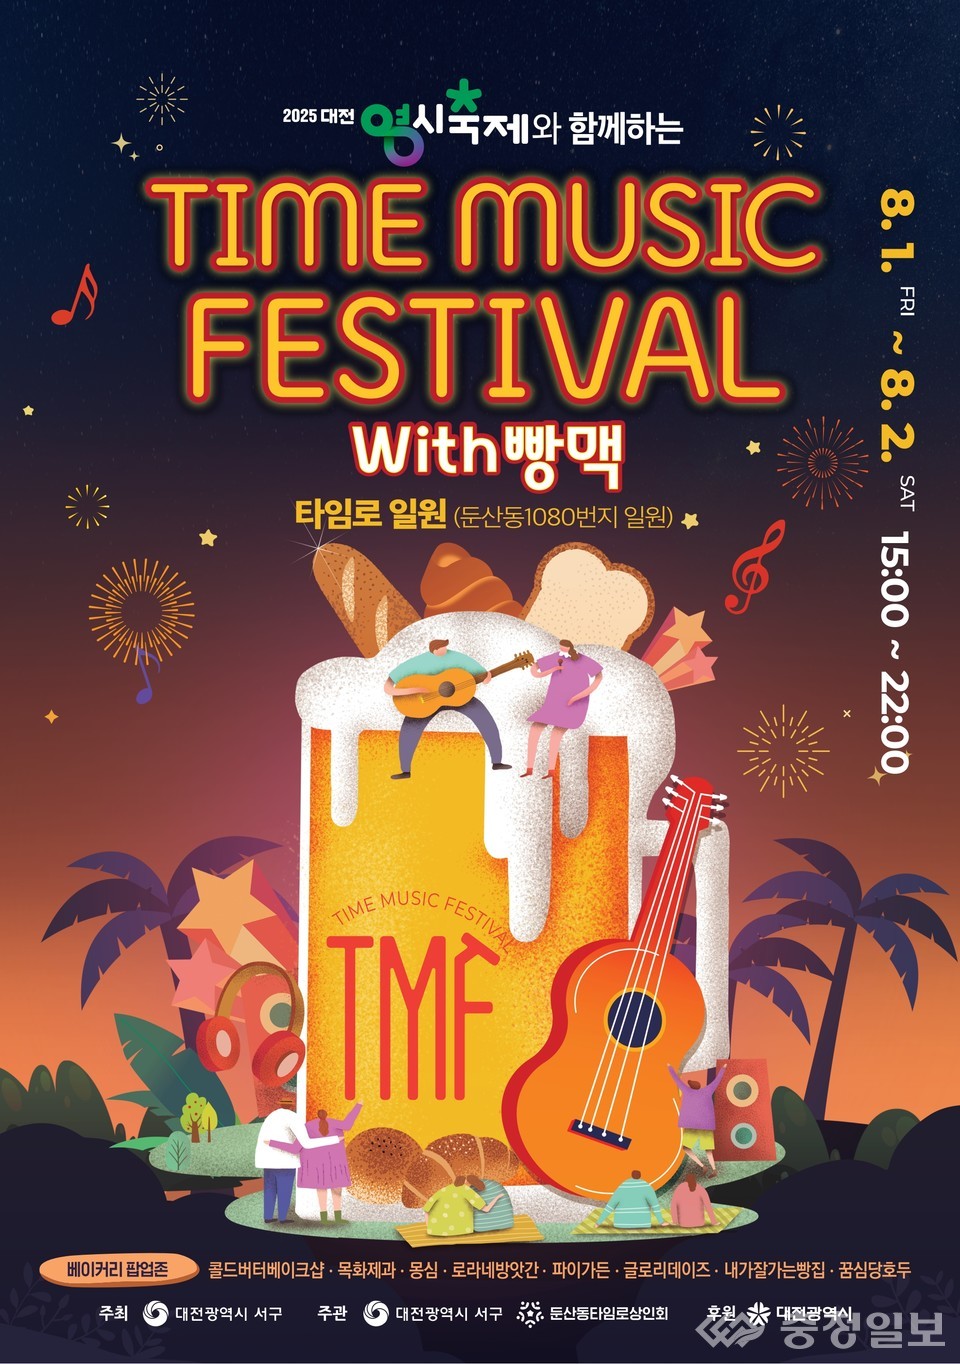 2025 대전 영시축제와 함께하는
TIME MUSIC
FESTIVAL
With빵맥
타임로 일원 (둔산동1080번지 일원)
8.1. FRI ~ 8.2. SAT 15:00 ~ 22:00
TIME MUSIC FESTIVAL
TMF
베이커리 팝업존 콜드버터베이크샵 · 목화제과 · 몽심 · 로라네방앗간 · 파이가든 · 글로리데이즈 · 내가잘가는빵집 · 꿈심당호두
주최 대전광역시 서구 주관 대전광역시 서구 둔산동타임로상인회 후원 대전광역시
충청일보